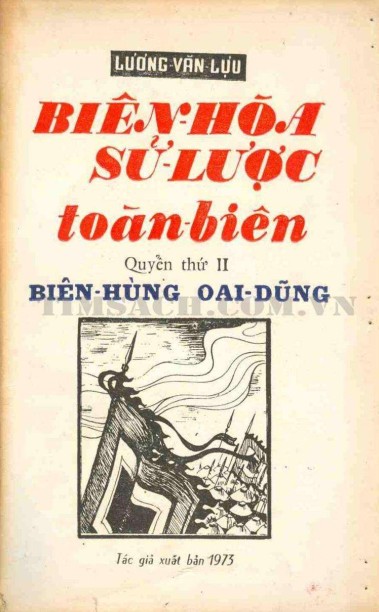 LƯƠNG-VĂN-LỰU
BIÊN-HÒA
SỬ-LƯỢC
toàn-biên
Quyển thứ II
BIÊN-HÙNG OAI-DŨNG
TIMSACH.COM.VN
Tác giả xuất bản 1973